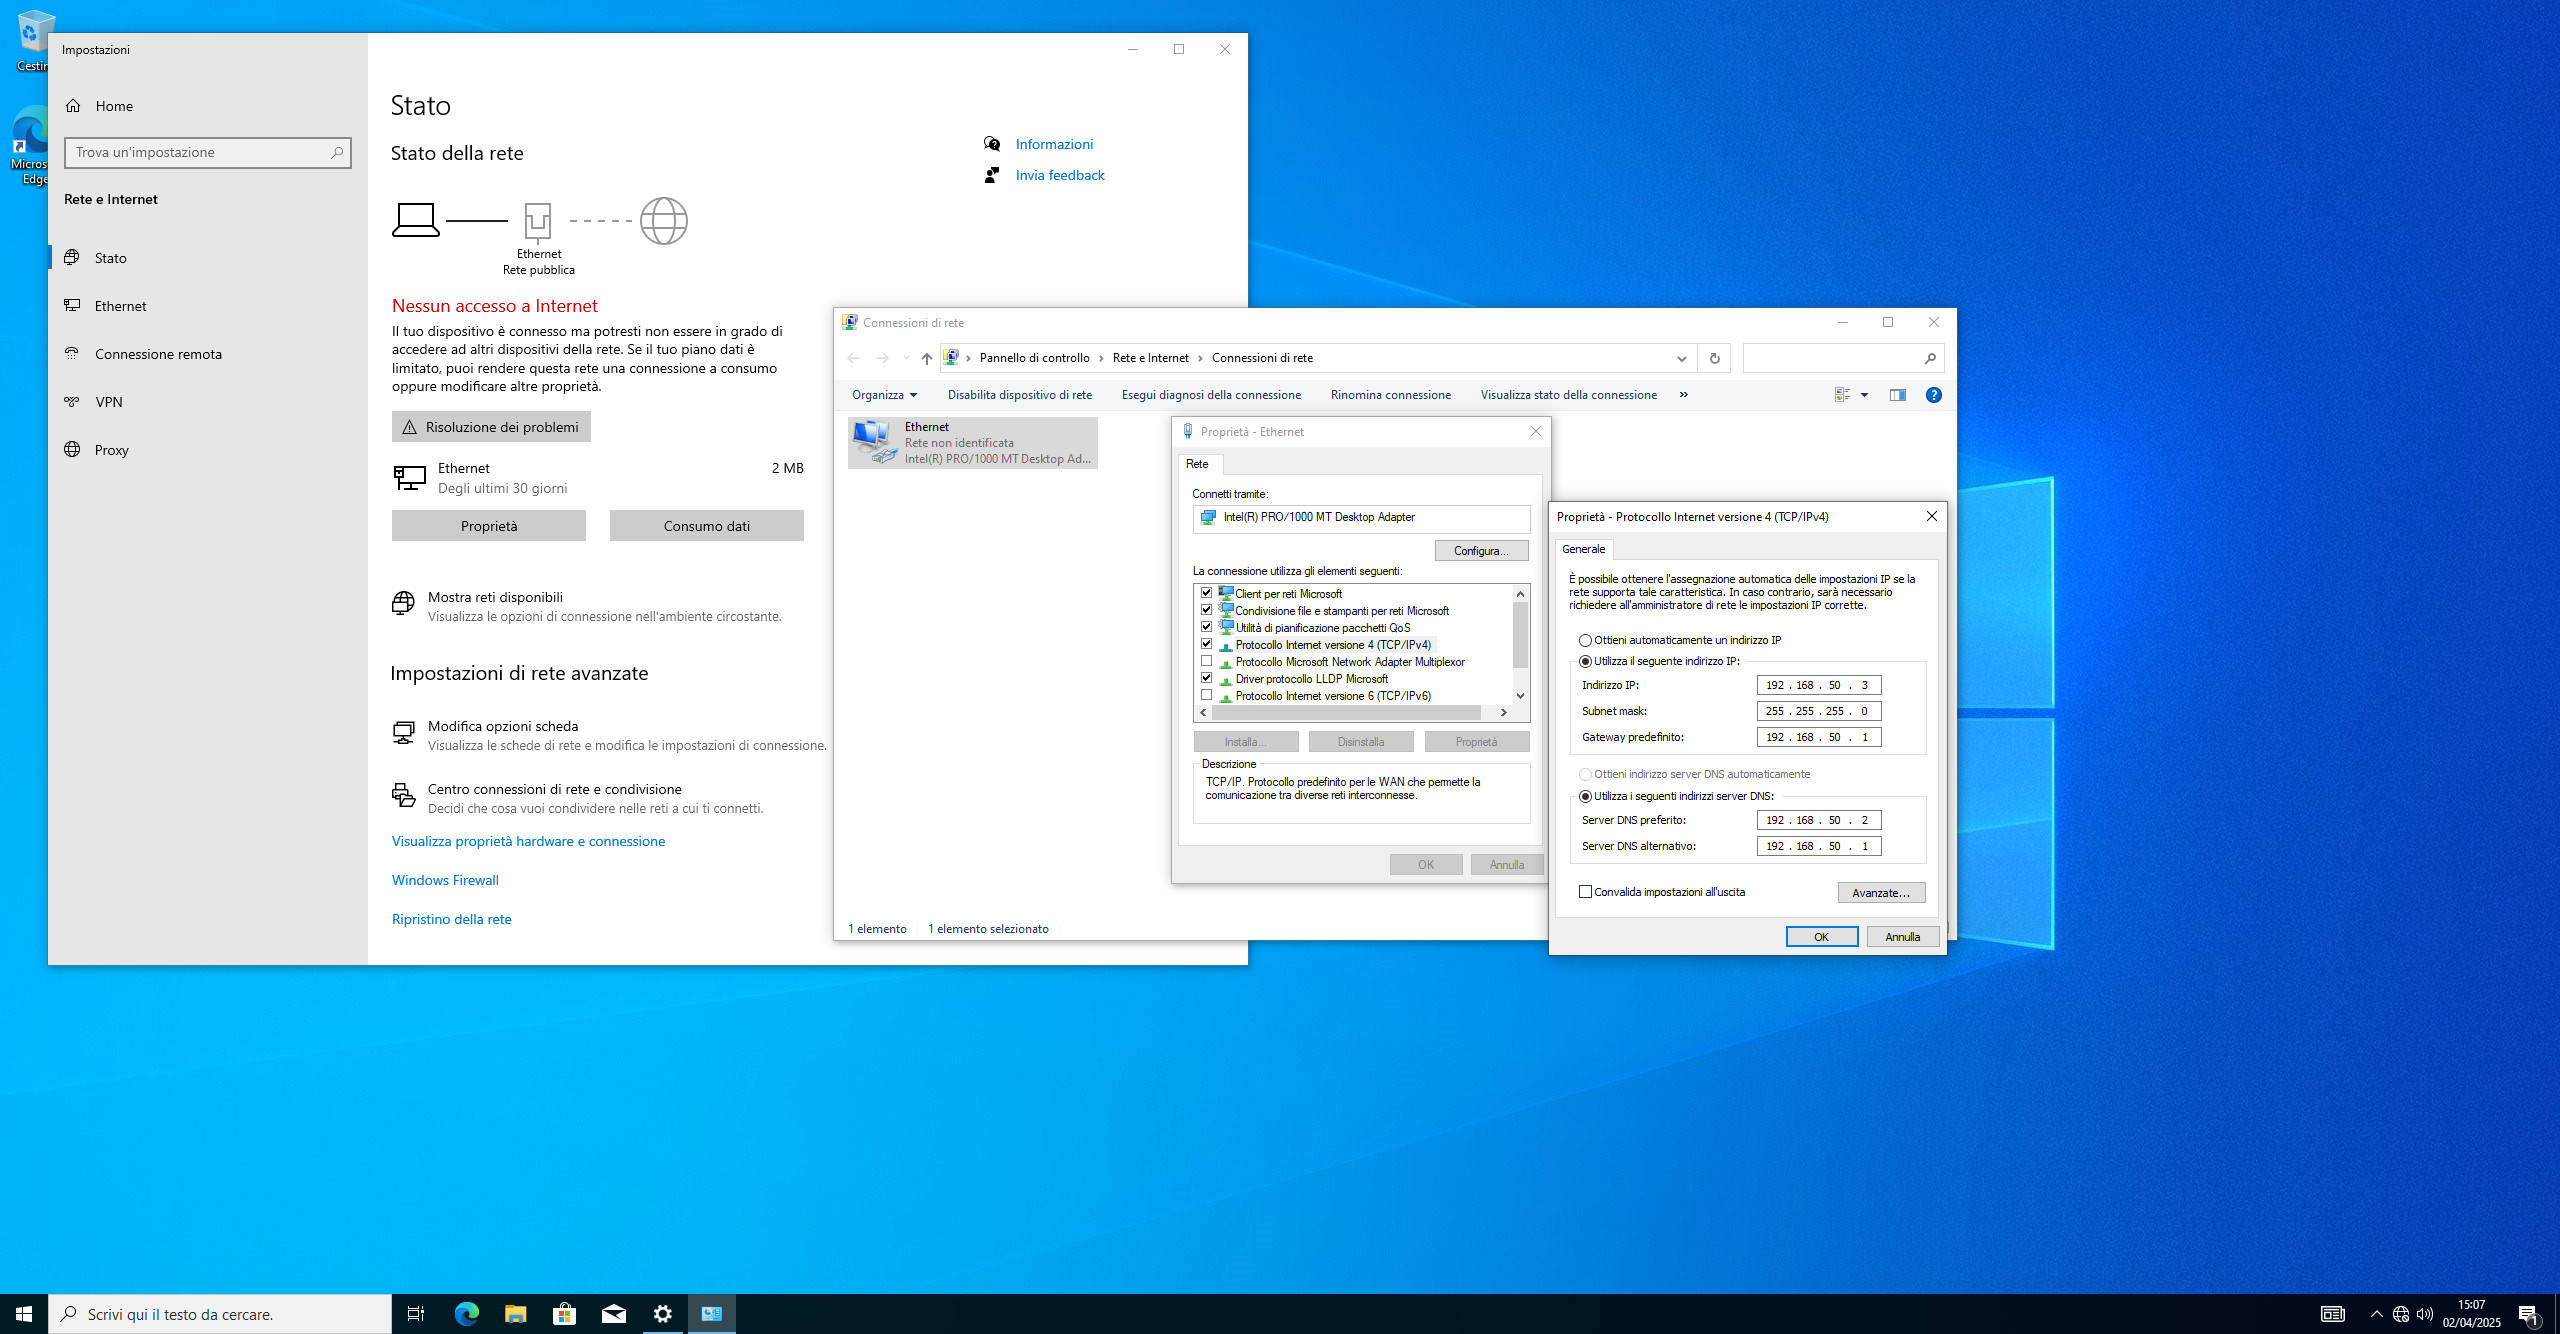 Cestin
Micros
Edge
Impostazioni
Home
Trova un'impostazione
Rete e Internet
Stato
Ethernet
Connessione remota
VPN
Proxy
Stato
Stato della rete
Informazioni
Invia feedback
Ethernet
Rete pubblica
Nessun accesso a Internet
Il tuo dispositivo è connesso ma potresti non essere in grado di
accedere ad altri dispositivi della rete. Se il tuo piano dati è
limitato, puoi rendere questa rete una connessione a consumo
oppure modificare altre proprietà.
Risoluzione dei problemi
Ethernet 2 MB
Degli ultimi 30 giorni
Proprietà Consumo dati
Mostra reti disponibili
Visualizza le opzioni di connessione nell'ambiente circostante.
Impostazioni di rete avanzate
Modifica opzioni scheda
Visualizza le schede di rete e modifica le impostazioni di connessione.
Centro connessioni di rete e condivisione
Decidi che cosa vuoi condividere nelle reti a cui ti connetti.
Visualizza proprietà hardware e connessione
Windows Firewall
Ripristino della rete
Connessioni di rete
Pannello di controllo > Rete e Internet > Connessioni di rete
Organizza Disabilita dispositivo di rete Esegui diagnosi della connessione Rinomina connessione Visualizza stato della connessione »
Ethernet
Rete non identificata
Intel(R) PRO/1000 MT Desktop Ad...
1 elemento 1 elemento selezionato
Proprietà - Ethernet
Rete
Connetti tramite:
Intel(R) PRO/1000 MT Desktop Adapter
Configura...
La connessione utilizza gli elementi seguenti:
Client per reti Microsoft
Condivisione file e stampanti per reti Microsoft
Utilità di pianificazione pacchetti QoS
Protocollo Internet versione 4 (TCP/IPv4)
Protocollo Microsoft Network Adapter Multiplexor
Driver protocollo LLDP Microsoft
Protocollo Internet versione 6 (TCP/IPv6)
Installa... Disinstalla Proprietà
Descrizione
TCP/IP. Protocollo predefinito per le WAN che permette la
comunicazione tra diverse reti interconnesse.
OK Annulla
Proprietà - Protocollo Internet versione 4 (TCP/IPv4)
Generale
È possibile ottenere l'assegnazione automatica delle impostazioni IP se la
rete supporta tale caratteristica. In caso contrario, sarà necessario
richiedere all'amministratore di rete le impostazioni IP corrette.
Ottieni automaticamente un indirizzo IP
Utilizza il seguente indirizzo IP:
Indirizzo IP: 192 . 168 . 50 . 3
Subnet mask: 255 . 255 . 255 . 0
Gateway predefinito: 192 . 168 . 50 . 1
Ottieni indirizzo server DNS automaticamente
Utilizza i seguenti indirizzi server DNS:
Server DNS preferito: 192 . 168 . 50 . 2
Server DNS alternativo: 192 . 168 . 50 . 1
Convalida impostazioni all'uscita
Avanzate...
OK Annulla
Scrivi qui il testo da cercare.
15:07
02/04/2025
1